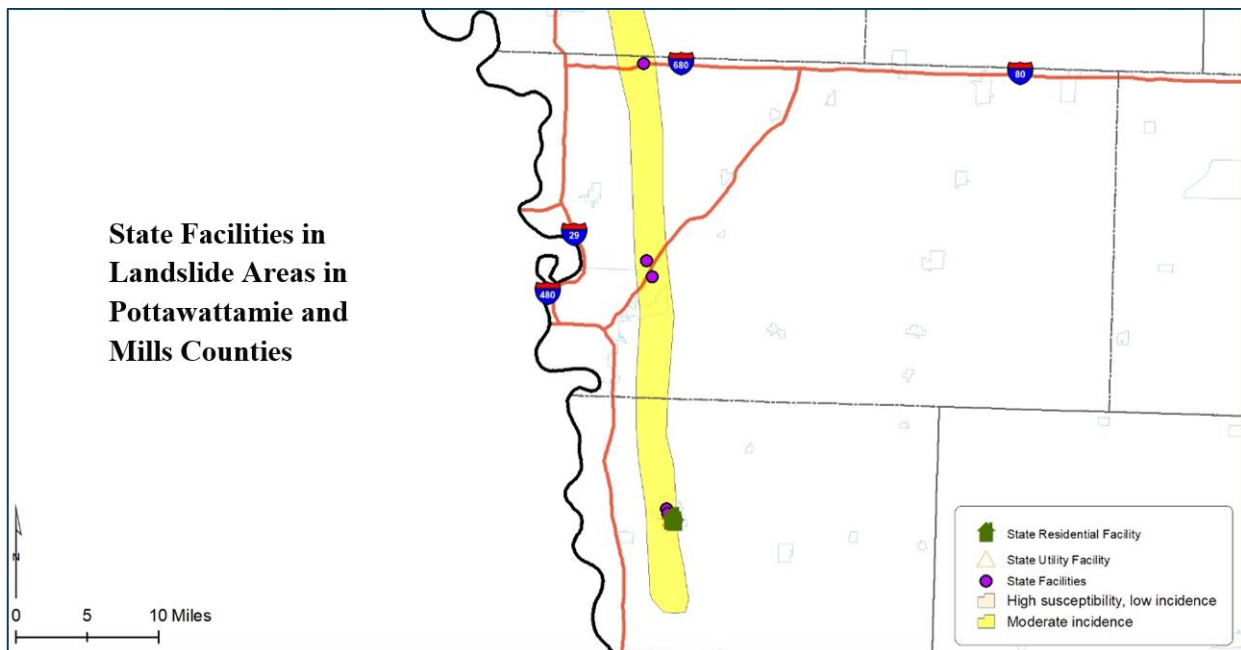 680
80
State Facilities in
Landslide Areas in
Pottawattamie and
Mills Counties
29
480
N
0 5 10 Miles
State Residential Facility
State Utility Facility
State Facilities
High susceptibility, low incidence
Moderate incidence